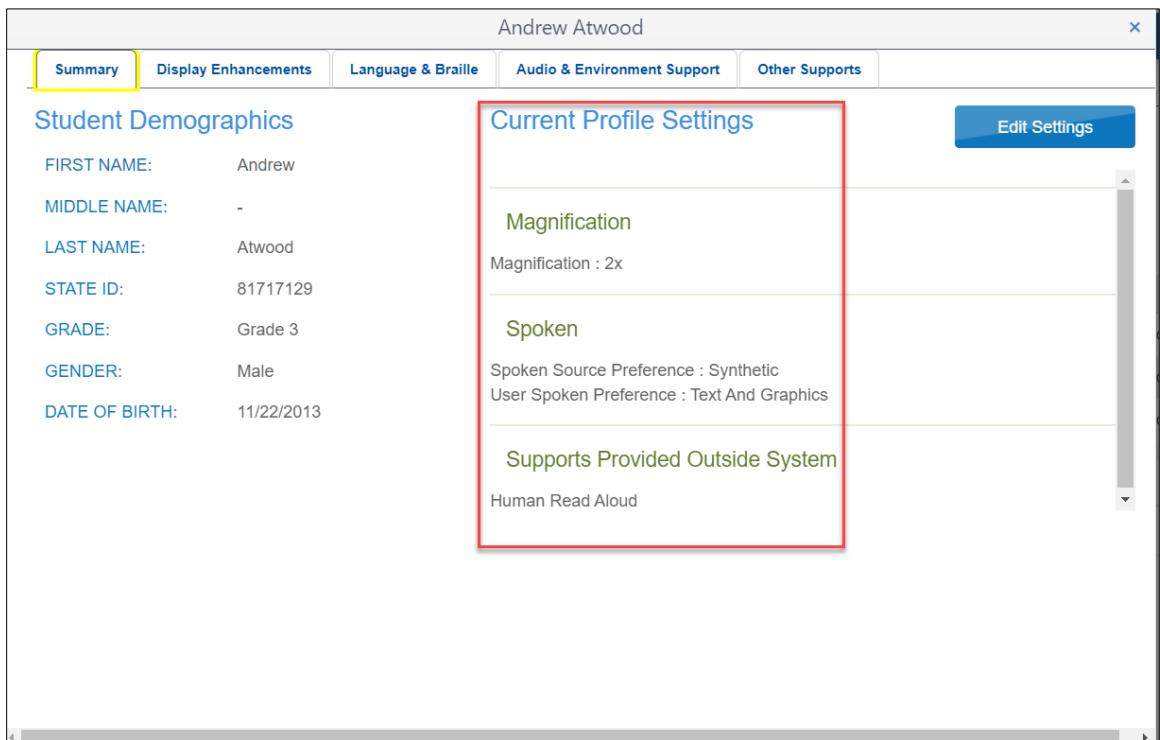 Andrew Atwood
×
Summary Display Enhancements Language & Braille Audio & Environment Support Other Supports
Student Demographics
FIRST NAME: Andrew
MIDDLE NAME: -
LAST NAME: Atwood
STATE ID: 81717129
GRADE: Grade 3
GENDER: Male
DATE OF BIRTH: 11/22/2013
Current Profile Settings
Edit Settings
Magnification
Magnification : 2x
Spoken
Spoken Source Preference : Synthetic
User Spoken Preference : Text And Graphics
Supports Provided Outside System
Human Read Aloud